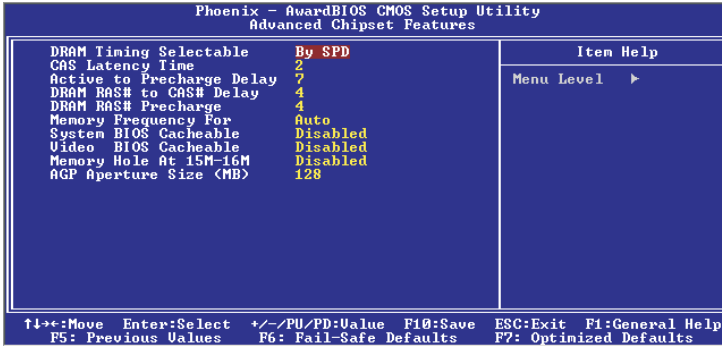 Phoenix - AwardBIOS CMOS Setup Utility
Advanced Chipset Features
DRAM Timing Selectable By SPD
CAS Latency Time 2
Active to Precharge Delay 7
DRAM RAS# to CAS# Delay 4
DRAM RAS# Precharge 4
Memory Frequency For Auto
System BIOS Cacheable Disabled
Video BIOS Cacheable Disabled
Memory Hole At 15M-16M Disabled
AGP Aperture Size (MB) 128
Item Help
Menu Level ►
↑↓→←:Move Enter:Select +/-/PU/PD:Value F10:Save ESC:Exit F1:General Help
F5: Previous Values F6: Fail-Safe Defaults F7: Optimized Defaults